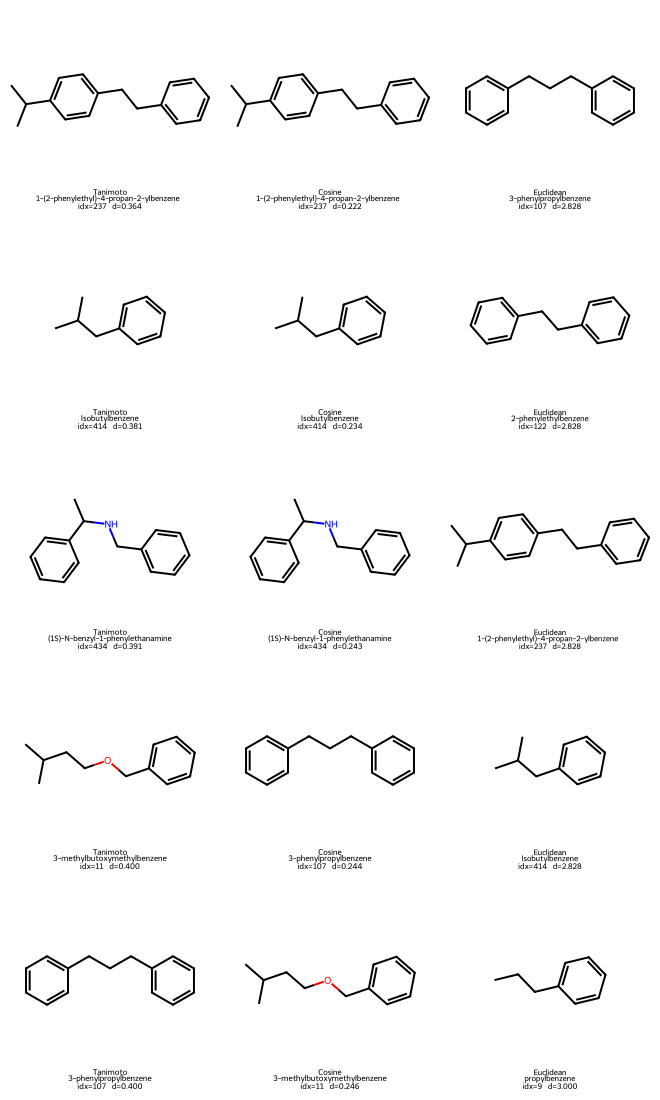 Tanimoto
1-(2-phenylethyl)-4-propan-2-ylbenzene
idx=237 d=0.364
Cosine
1-(2-phenylethyl)-4-propan-2-ylbenzene
idx=237 d=0.222
Euclidean
3-phenylpropylbenzene
idx=107 d=2.828
Tanimoto
Isobutylbenzene
idx=414 d=0.381
Cosine
Isobutylbenzene
idx=414 d=0.234
Euclidean
2-phenylethylbenzene
idx=122 d=2.828
NH
Tanimoto
(1S)-N-benzyl-1-phenylethanamine
idx=434 d=0.391
NH
Cosine
(1S)-N-benzyl-1-phenylethanamine
idx=434 d=0.243
Euclidean
1-(2-phenylethyl)-4-propan-2-ylbenzene
idx=237 d=2.828
O
Tanimoto
3-methylbutoxymethylbenzene
idx=11 d=0.400
Cosine
3-phenylpropylbenzene
idx=107 d=0.244
Euclidean
Isobutylbenzene
idx=414 d=2.828
Tanimoto
3-phenylpropylbenzene
idx=107 d=0.400
O
Cosine
3-methylbutoxymethylbenzene
idx=11 d=0.246
Euclidean
propylbenzene
idx=9 d=3.000